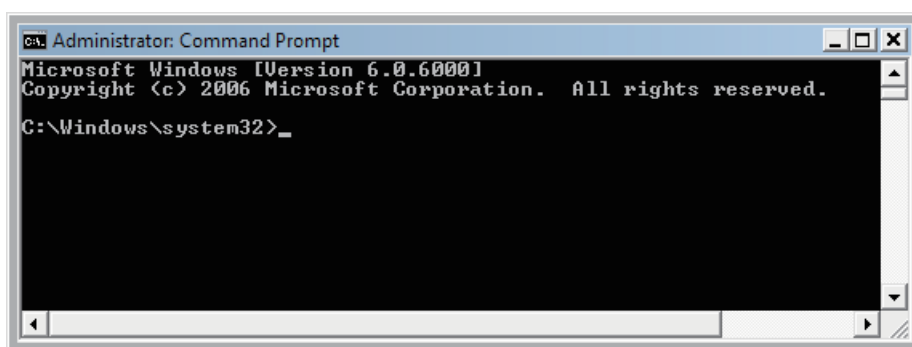 Administrator: Command Prompt
Microsoft Windows [Version 6.0.6000]
Copyright (c) 2006 Microsoft Corporation.  All rights reserved.
C:\Windows\system32>_